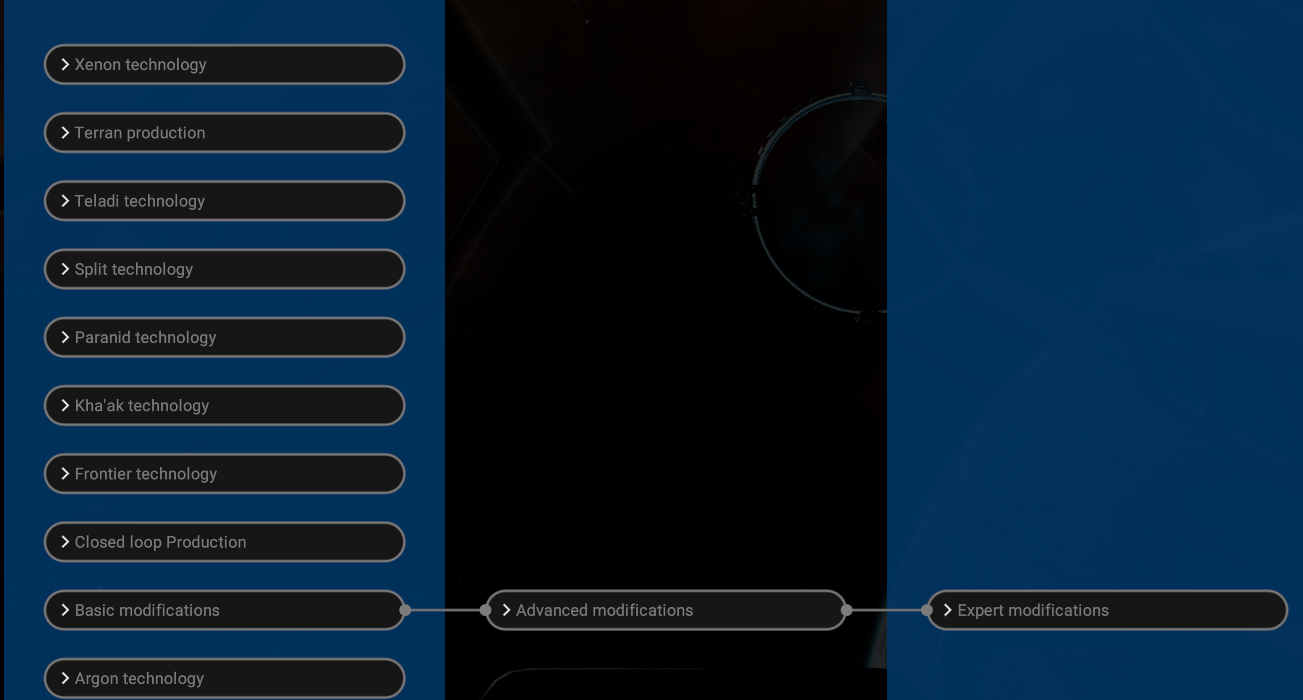 Xenon technology
Terran production
Teladi technology
Split technology
Paranid technology
Kha'ak technology
Frontier technology
Closed loop Production
Basic modifications
Advanced modifications
Expert modifications
Argon technology